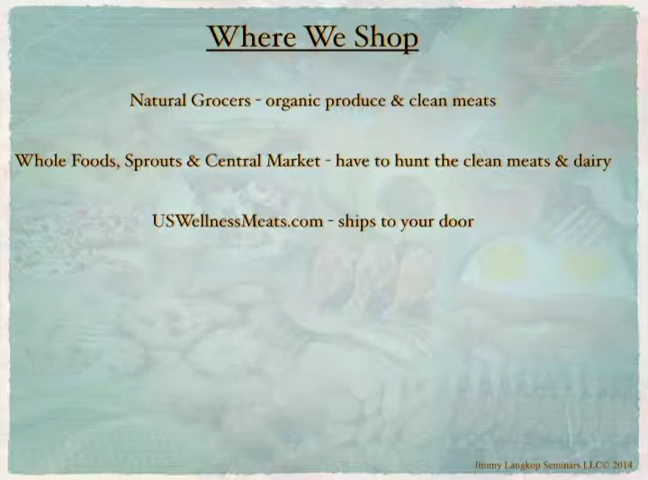 Where We Shop
Natural Grocers - organic produce & clean meats
Whole Foods, Sprouts & Central Market - have to hunt the clean meats & dairy
USWellnessMeats.com - ships to your door
Jimmy Langkop Seminars LLC© 2014